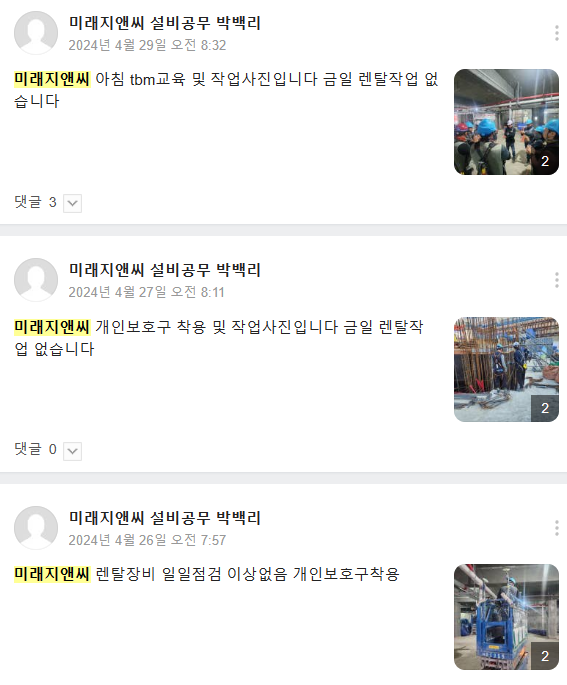 미래지앤씨 설비공무 박백리
2024년 4월 29일 오전 8:32
미래지앤씨 아침 tbm교육 및 작업사진입니다 금일 렌탈작업 없
습니다
2
댓글 3
미래지앤씨 설비공무 박백리
2024년 4월 27일 오전 8:11
미래지앤씨 개인보호구 착용 및 작업사진입니다 금일 렌탈작
업 없습니다
2
댓글 0
미래지앤씨 설비공무 박백리
2024년 4월 26일 오전 7:57
미래지앤씨 렌탈장비 일일점검 이상없음 개인보호구착용
2